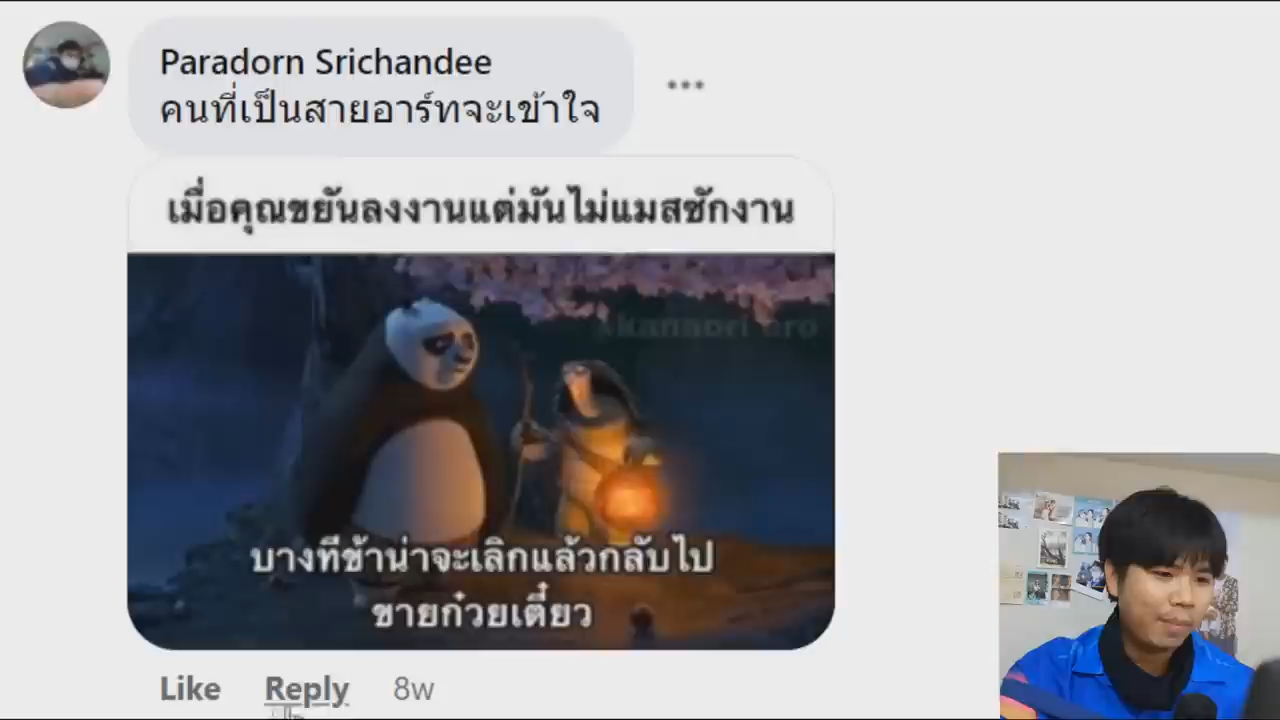 Paradorn Srichandee
คนที่เป็นสายอาร์ทจะเข้าใจ
เมื่อคุณขยันลงงานแต่มันไม่แมสซักงาน
บางทีข้าน่าจะเลิกแล้วกลับไป
ขายก๋วยเตี๋ยว
Like Reply 8w